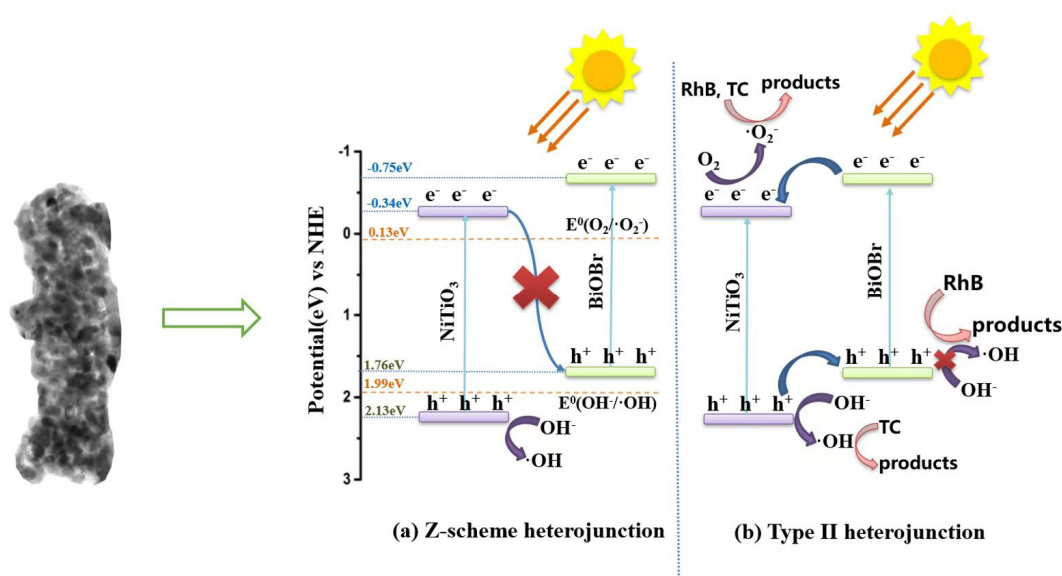 Potential(eV) vs NHE
-1
0
1
2
3
-0.75eV
-0.34eV
0.13eV
1.76eV
1.99eV
2.13eV
e⁻ e⁻ e⁻
e⁻ e⁻ e⁻
E⁰(O₂/·O₂⁻)
NiTiO₃
BiOBr
h⁺ h⁺ h⁺
h⁺ h⁺ h⁺
E⁰(OH⁻/·OH)
OH⁻
·OH
(a) Z-scheme heterojunction
RhB, TC
products
·O₂⁻
O₂
e⁻ e⁻ e⁻
e⁻ e⁻ e⁻
NiTiO₃
BiOBr
RhB
products
h⁺ h⁺ h⁺
·OH
OH⁻
h⁺ h⁺ h⁺
OH⁻
·OH
TC
products
(b) Type II heterojunction